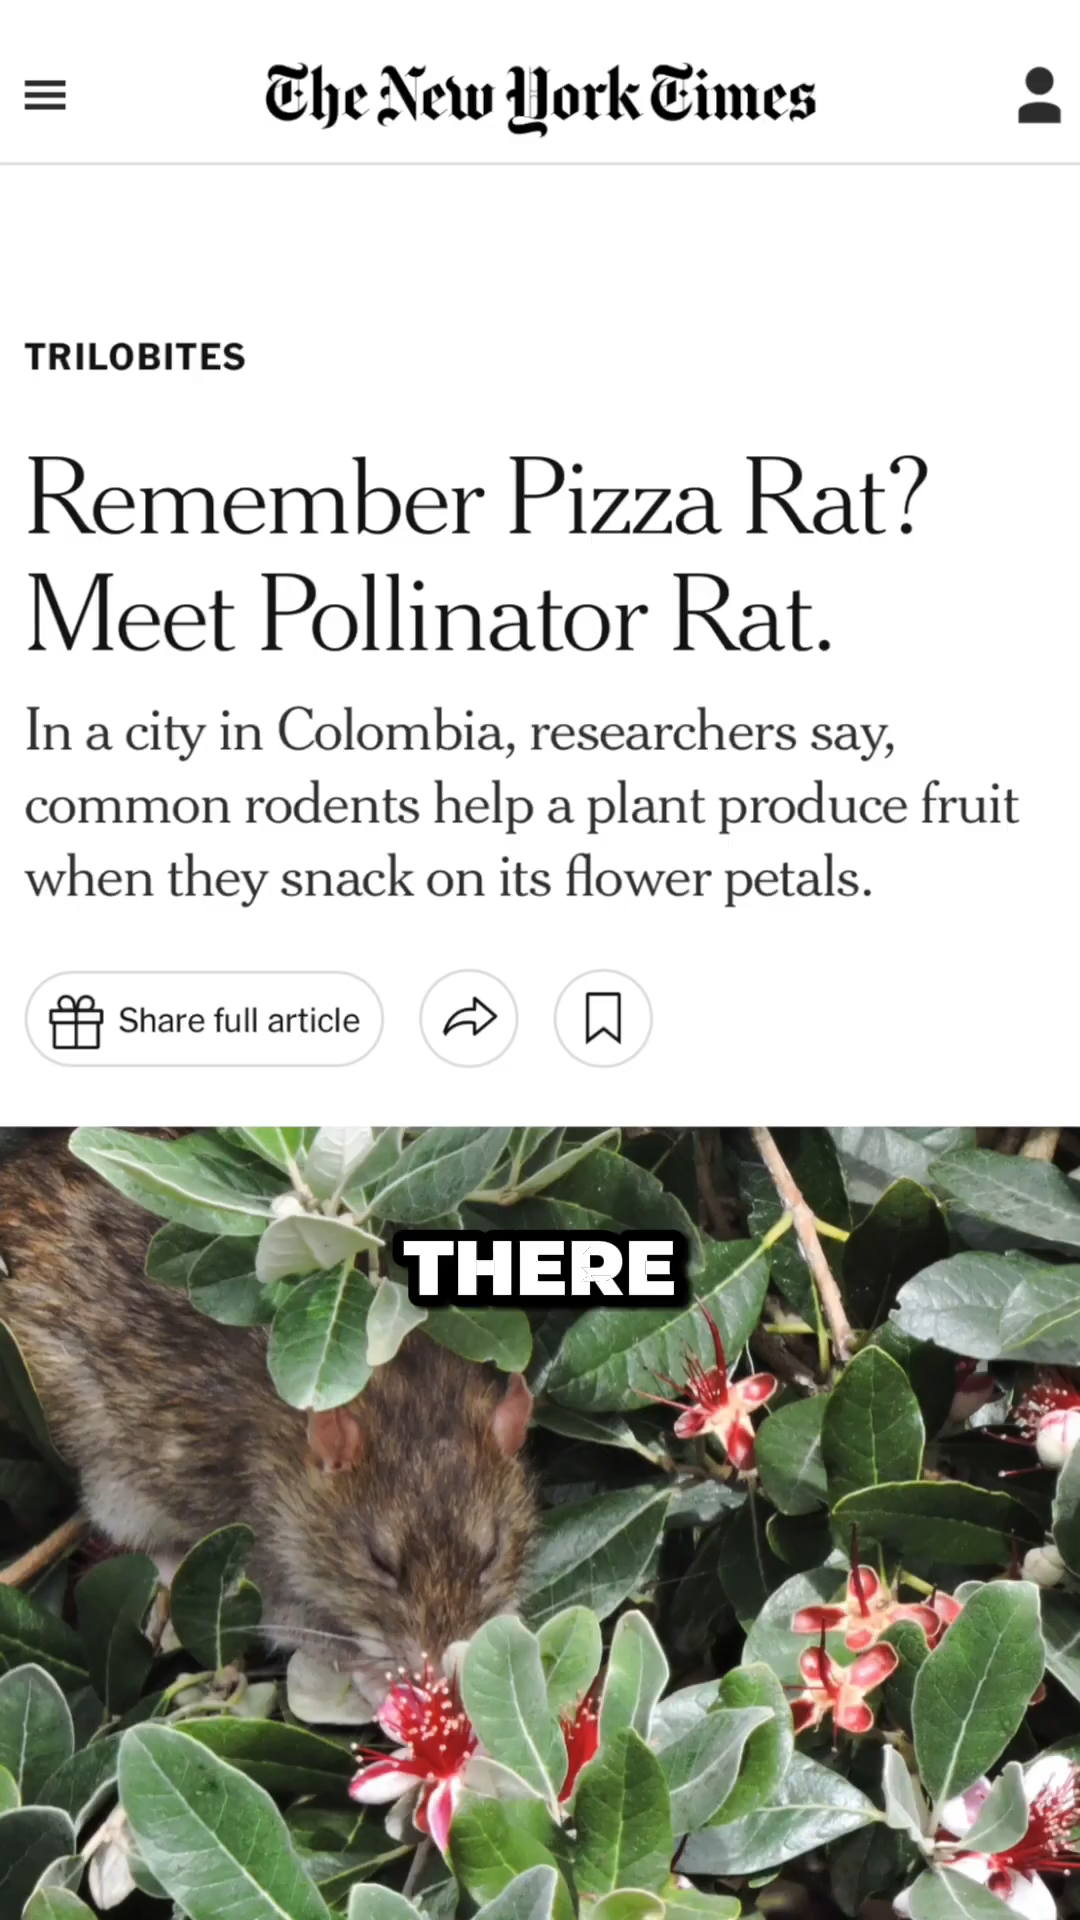 The New York Times
TRILOBITES
Remember Pizza Rat?
Meet Pollinator Rat.
In a city in Colombia, researchers say,
common rodents help a plant produce fruit
when they snack on its flower petals.
Share full article
THERE